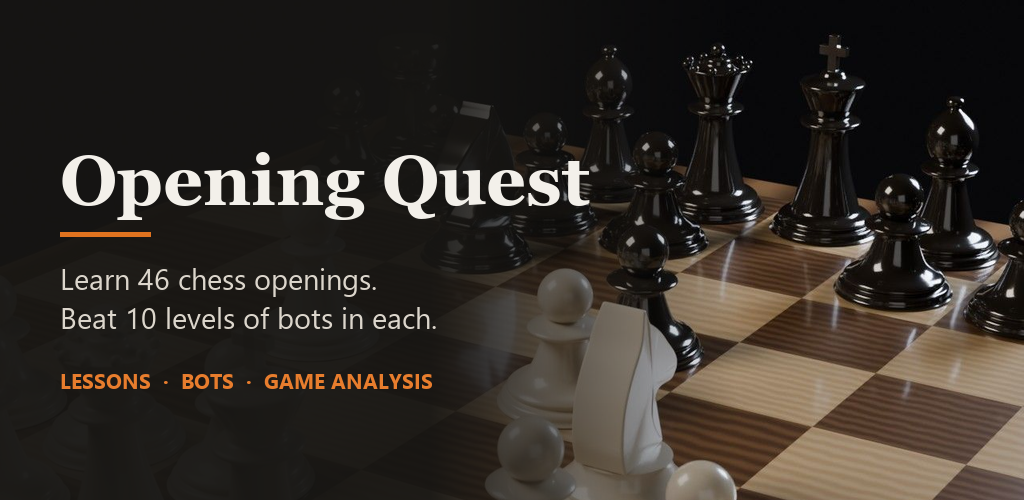 Opening Quest
Learn 46 chess openings.
Beat 10 levels of bots in each.
LESSONS · BOTS · GAME ANALYSIS